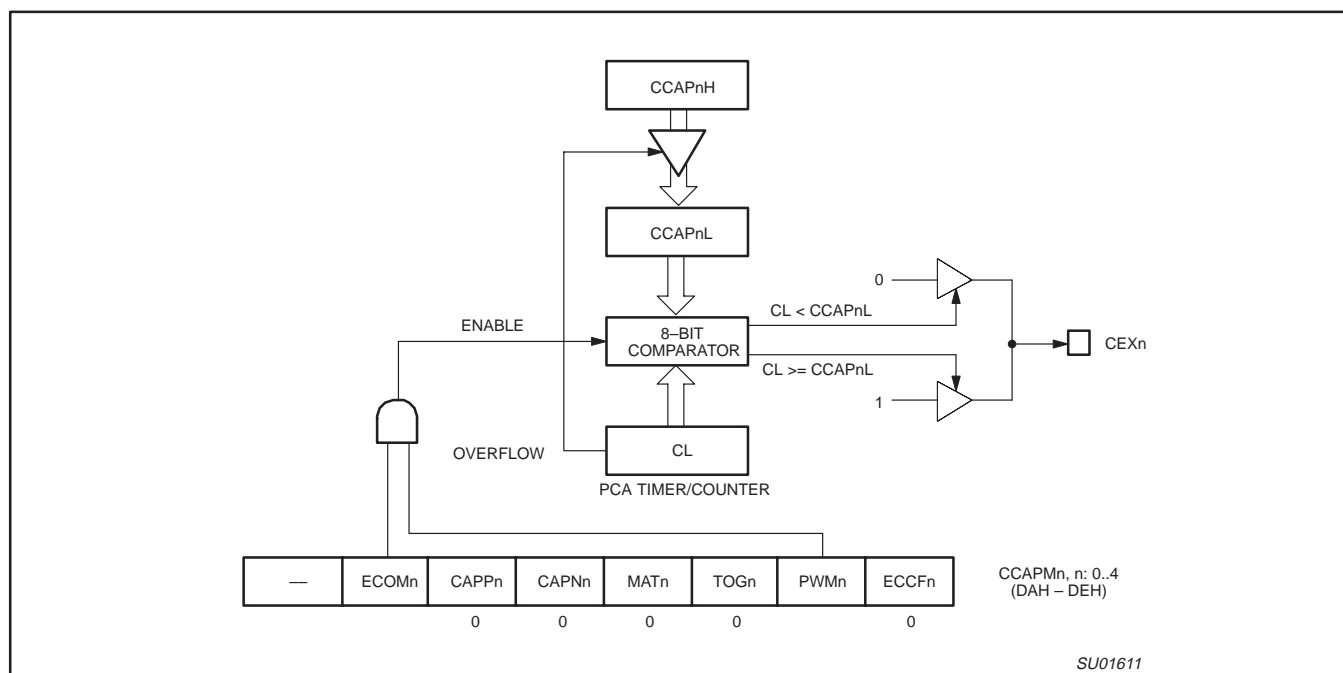 CCAPnH
CCAPnL
0
CL < CCAPnL
ENABLE
8–BIT
COMPARATOR
CEXn
CL >= CCAPnL
1
OVERFLOW
CL
PCA TIMER/COUNTER
–– ECOMn CAPPn CAPNn MATn TOGn PWMn ECCFn
CCAPMn, n: 0..4
(DAH – DEH)
0 0 0 0 0
SU01611